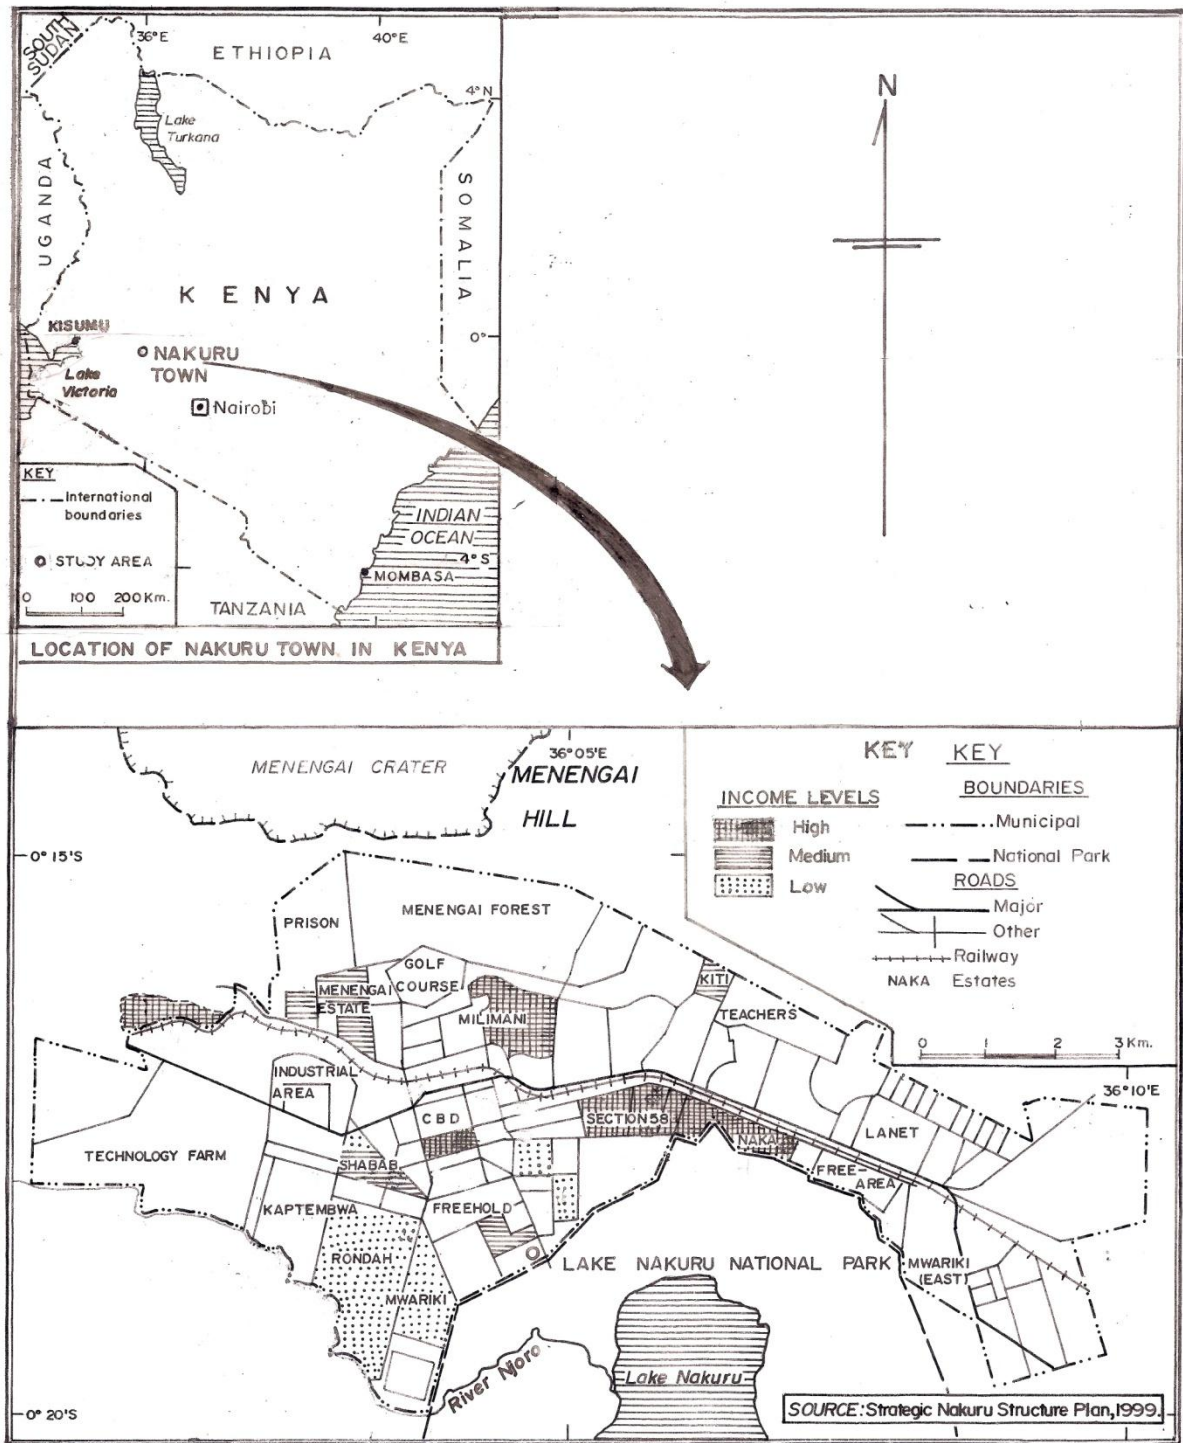 SOUTH
SUDAN
36°E
40°E
ETHIOPIA
4°N
Lake
Turkana
UGANDA
SOMALIA
KENYA
KISUMU
0°
NAKURU
TOWN
Lake
Victoria
Nairobi
KEY
International
boundaries
STUDY AREA
0 100 200 Km.
INDIAN
OCEAN
4°S
MOMBASA
TANZANIA
LOCATION OF NAKURU TOWN IN KENYA
N
MENENGAI CRATER
36°05'E
MENENGAI
HILL
KEY KEY
INCOME LEVELS
High
Medium
Low
BOUNDARIES
Municipal
National Park
ROADS
Major
Other
Railway
NAKA Estates
0 1 2 3 Km.
0° 15'S
PRISON
MENENGAI FOREST
GOLF
COURSE
MENENGAI
ESTATE
MILIMANI
KITI
TEACHERS
36° 10'E
INDUSTRIAL
AREA
CBD
SECTION 58
NAKA
LANET
FREE-
AREA
TECHNOLOGY FARM
SHABAB
KAPTEMBWA
FREEHOLD
RONDAH
MWARIKI
LAKE NAKURU NATIONAL PARK
MWARIKI
(EAST)
River Njoro
Lake Nakuru
0° 20'S
SOURCE: Strategic Nakuru Structure Plan, 1999.